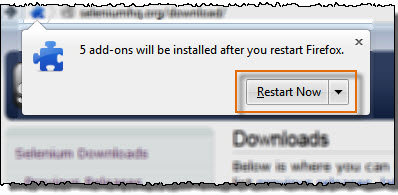 seleniumhq.org/download/
5 add-ons will be installed after you restart Firefox.
Restart Now
Downloads
Selenium Downloads
Below is where you can